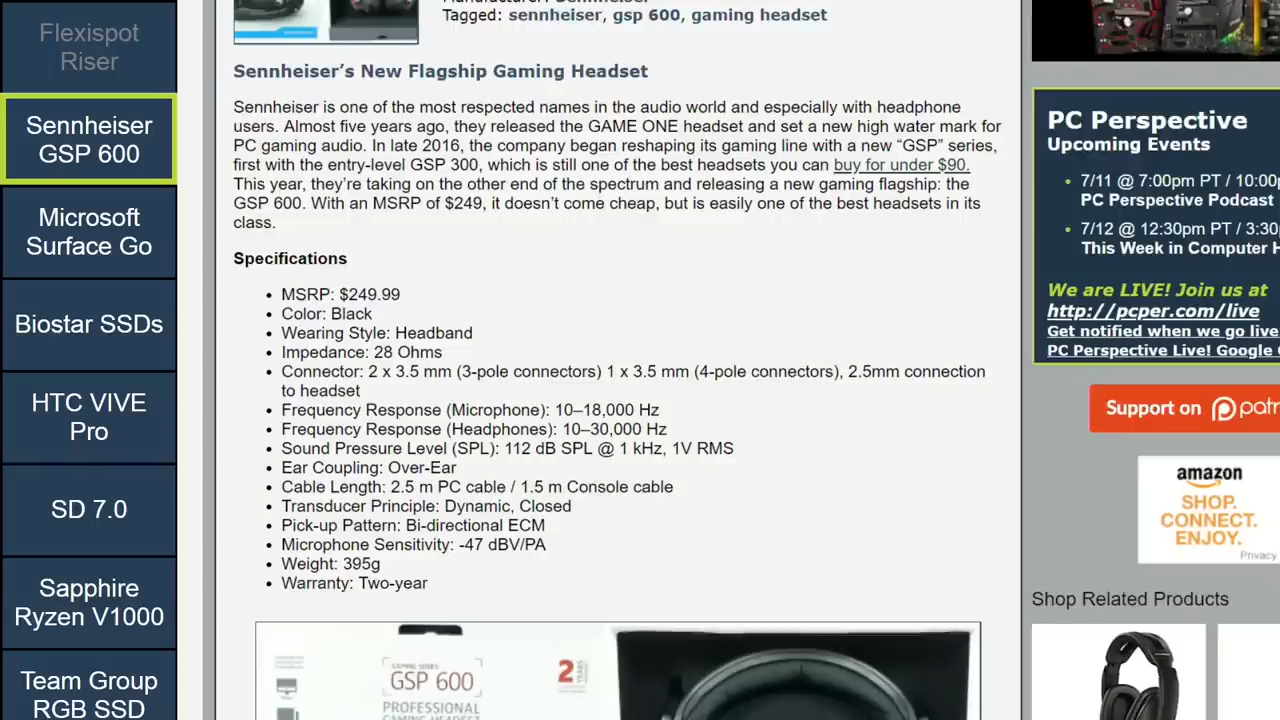 Flexispot
Riser
Sennheiser
GSP 600
Microsoft
Surface Go
Biostar SSDs
HTC VIVE
Pro
SD 7.0
Sapphire
Ryzen V1000
Team Group
RGB SSD
Tagged: sennheiser, gsp 600, gaming headset
Sennheiser’s New Flagship Gaming Headset
Sennheiser is one of the most respected names in the audio world and especially with headphone
users. Almost five years ago, they released the GAME ONE headset and set a new high water mark for
PC gaming audio. In late 2016, the company began reshaping its gaming line with a new “GSP” series,
first with the entry-level GSP 300, which is still one of the best headsets you can buy for under $90.
This year, they’re taking on the other end of the spectrum and releasing a new gaming flagship: the
GSP 600. With an MSRP of $249, it doesn’t come cheap, but is easily one of the best headsets in its
class.
Specifications
MSRP: $249.99
Color: Black
Wearing Style: Headband
Impedance: 28 Ohms
Connector: 2 x 3.5 mm (3-pole connectors) 1 x 3.5 mm (4-pole connectors), 2.5mm connection
to headset
Frequency Response (Microphone): 10–18,000 Hz
Frequency Response (Headphones): 10–30,000 Hz
Sound Pressure Level (SPL): 112 dB SPL @ 1 kHz, 1V RMS
Ear Coupling: Over-Ear
Cable Length: 2.5 m PC cable / 1.5 m Console cable
Transducer Principle: Dynamic, Closed
Pick-up Pattern: Bi-directional ECM
Microphone Sensitivity: -47 dBV/PA
Weight: 395g
Warranty: Two-year
GAMING SERIES
GSP 600
PROFESSIONAL
GAMING HEADSET
2 YEARS
PC Perspective
Upcoming Events
7/11 @ 7:00pm PT / 10:00p
PC Perspective Podcast
7/12 @ 12:30pm PT / 3:30
This Week in Computer H
We are LIVE! Join us at
http://pcper.com/live
Get notified when we go live
PC Perspective Live! Google
Support on patr
amazon
SHOP.
CONNECT.
ENJOY.
Privacy
Shop Related Products